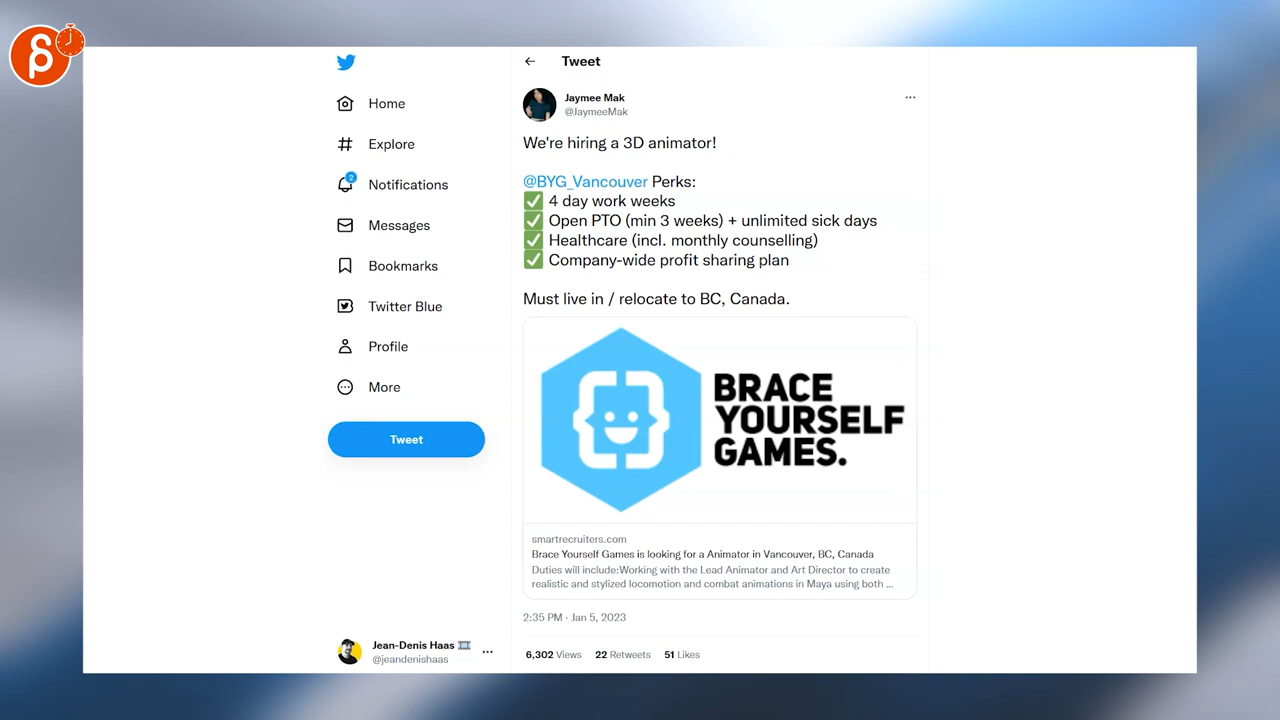 Home
Explore
2
Notifications
Messages
Bookmarks
Twitter Blue
Profile
More
Tweet
Jean-Denis Haas
@jeandenishaas
Tweet
Jaymee Mak
@JaymeeMak
We're hiring a 3D animator!
@BYG_Vancouver Perks:
✅ 4 day work weeks
✅ Open PTO (min 3 weeks) + unlimited sick days
✅ Healthcare (incl. monthly counselling)
✅ Company-wide profit sharing plan
Must live in / relocate to BC, Canada.
BRACE
YOURSELF
GAMES.
smartrecruiters.com
Brace Yourself Games is looking for a Animator in Vancouver, BC, Canada
Duties will include:Working with the Lead Animator and Art Director to create
realistic and stylized locomotion and combat animations in Maya using both ...
2:35 PM · Jan 5, 2023
6,302 Views 22 Retweets 51 Likes